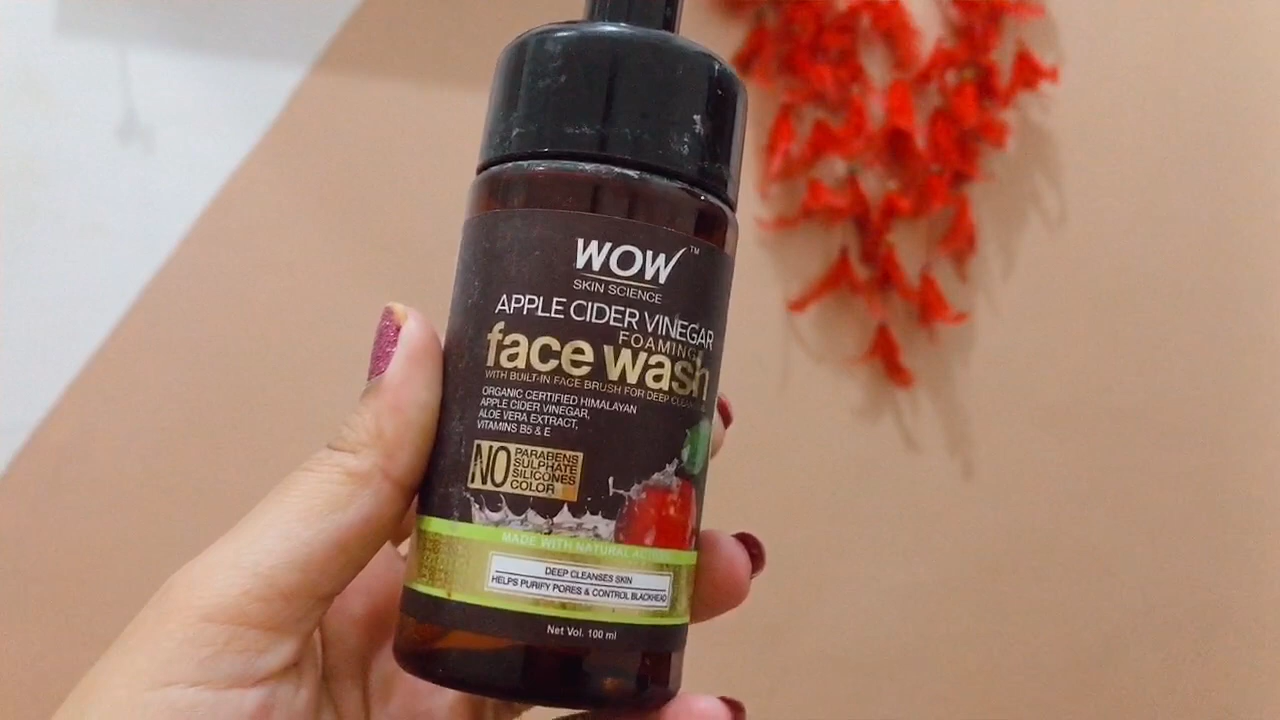 WOW™
SKIN SCIENCE
APPLE CIDER VINEGAR
FOAMING
face wash
WITH BUILT-IN FACE BRUSH FOR DEEP
ORGANIC CERTIFIED HIMALAYAN
APPLE CIDER VINEGAR,
ALOE VERA EXTRACT,
VITAMINS B5 & E
NO
PARABENS
SULPHATE
SILICONES
COLOR
MADE WITH NATURAL
DEEP CLEANSES SKIN
HELPS PURIFY PORES & CONTROL BLACKHEAD
Net Vol. 100 ml